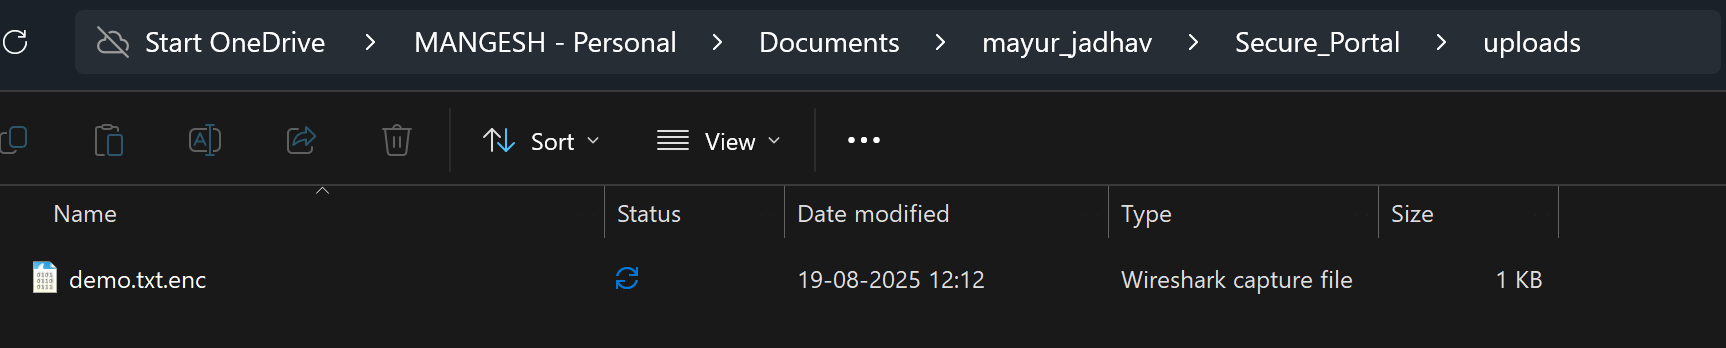 Start OneDrive > MANGESH - Personal > Documents > mayur_jadhav > Secure_Portal > uploads
Sort View
Name Status Date modified Type Size
demo.txt.enc 19-08-2025 12:12 Wireshark capture file 1 KB